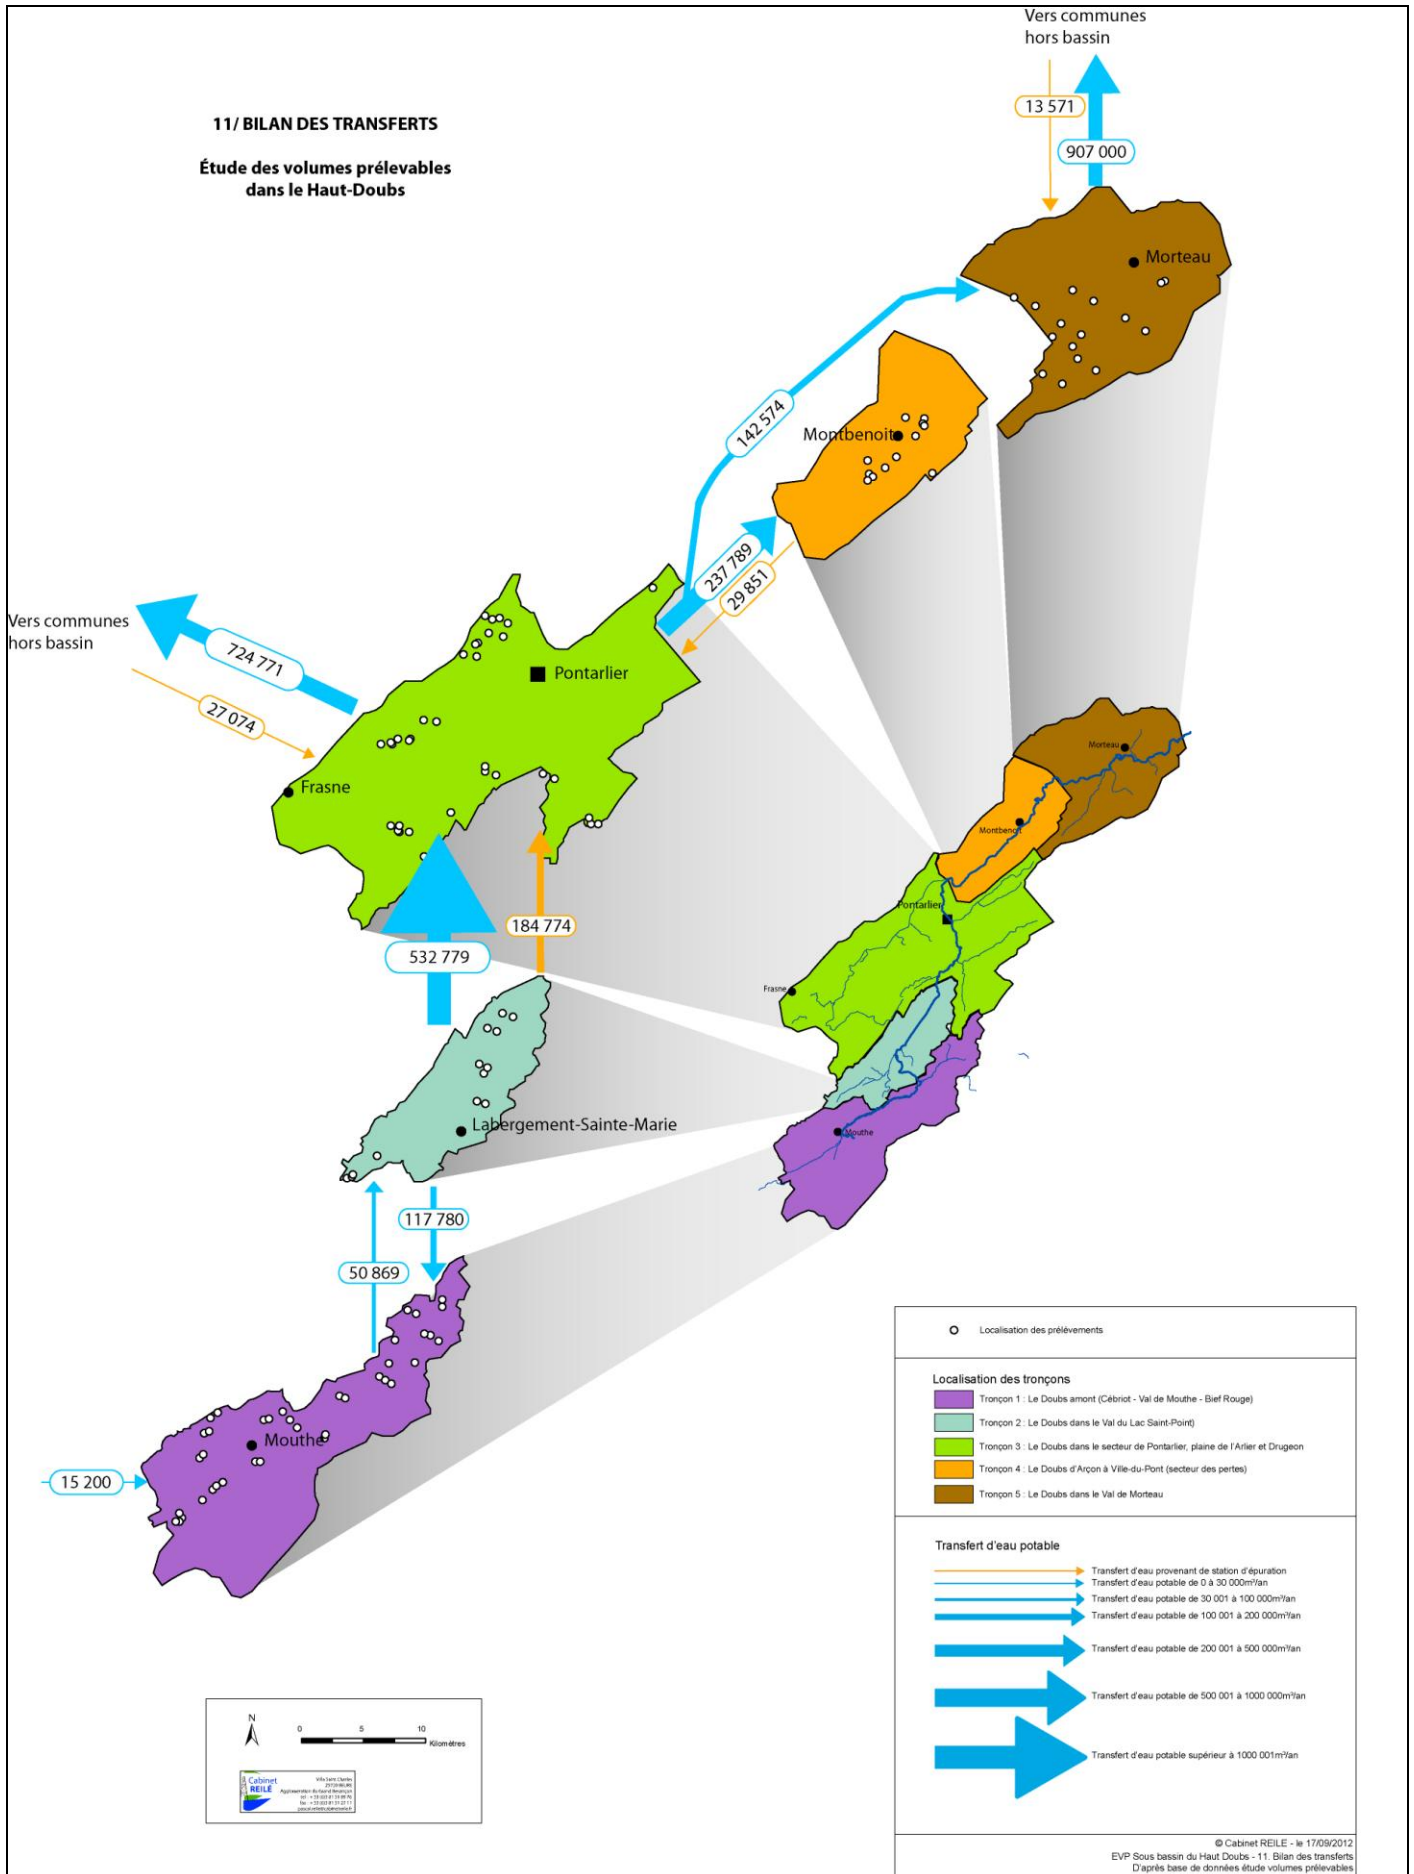 Vers communes
hors bassin
13 571
907 000
11/ BILAN DES TRANSFERTS
Étude des volumes prélevables
dans le Haut-Doubs
Morteau
142 574
Montbenoit
237 789
29 851
Vers communes
hors bassin
724 771
27 074
Pontarlier
Frasne
532 779
184 774
Labergement-Sainte-Marie
117 780
50 869
Mouthe
15 200
Morteau
Montbenoit
Pontarlier
Frasne
Mouthe
Localisation des prélèvements
Localisation des tronçons
Tronçon 1 : Le Doubs amont (Cébriot - Val de Mouthe - Bief Rouge)
Tronçon 2 : Le Doubs dans le Val du Lac Saint-Point)
Tronçon 3 : Le Doubs dans le secteur de Pontarlier, plaine de l'Arlier et Drugeon
Tronçon 4 : Le Doubs d'Arçon à Ville-du-Pont (secteur des pertes)
Tronçon 5 : Le Doubs dans le Val de Morteau
Transfert d'eau potable
Transfert d'eau provenant de station d'épuration
Transfert d'eau potable de 0 à 30 000m³/an
Transfert d'eau potable de 30 001 à 100 000m³/an
Transfert d'eau potable de 100 001 à 200 000m³/an
Transfert d'eau potable de 200 001 à 500 000m³/an
Transfert d'eau potable de 500 001 à 1000 000m³/an
Transfert d'eau potable supérieur à 1000 001m³/an
N
0 5 10
Kilomètres
Cabinet
REILÉ
Villa Saint Charles
© Cabinet REILE - le 17/09/2012
EVP Sous bassin du Haut Doubs - 11. Bilan des transferts
D'après base de données étude volumes prélevables